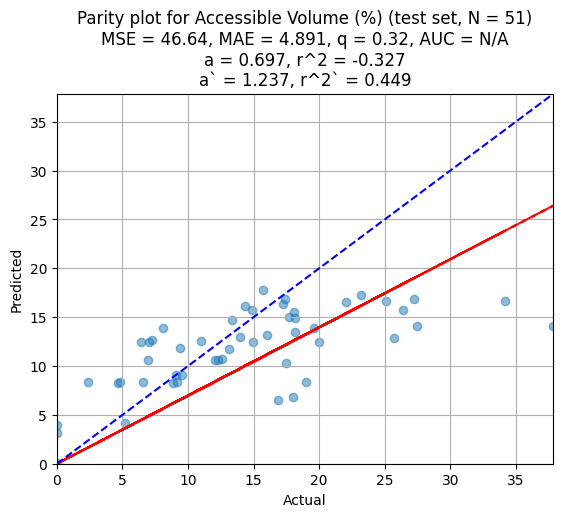 Parity plot for Accessible Volume (%) (test set, N = 51)
MSE = 46.64, MAE = 4.891, q = 0.32, AUC = N/A
a = 0.697, r^2 = -0.327
a` = 1.237, r^2` = 0.449
35
30
25
20
15
10
5
0
Predicted
0 5 10 15 20 25 30 35
Actual